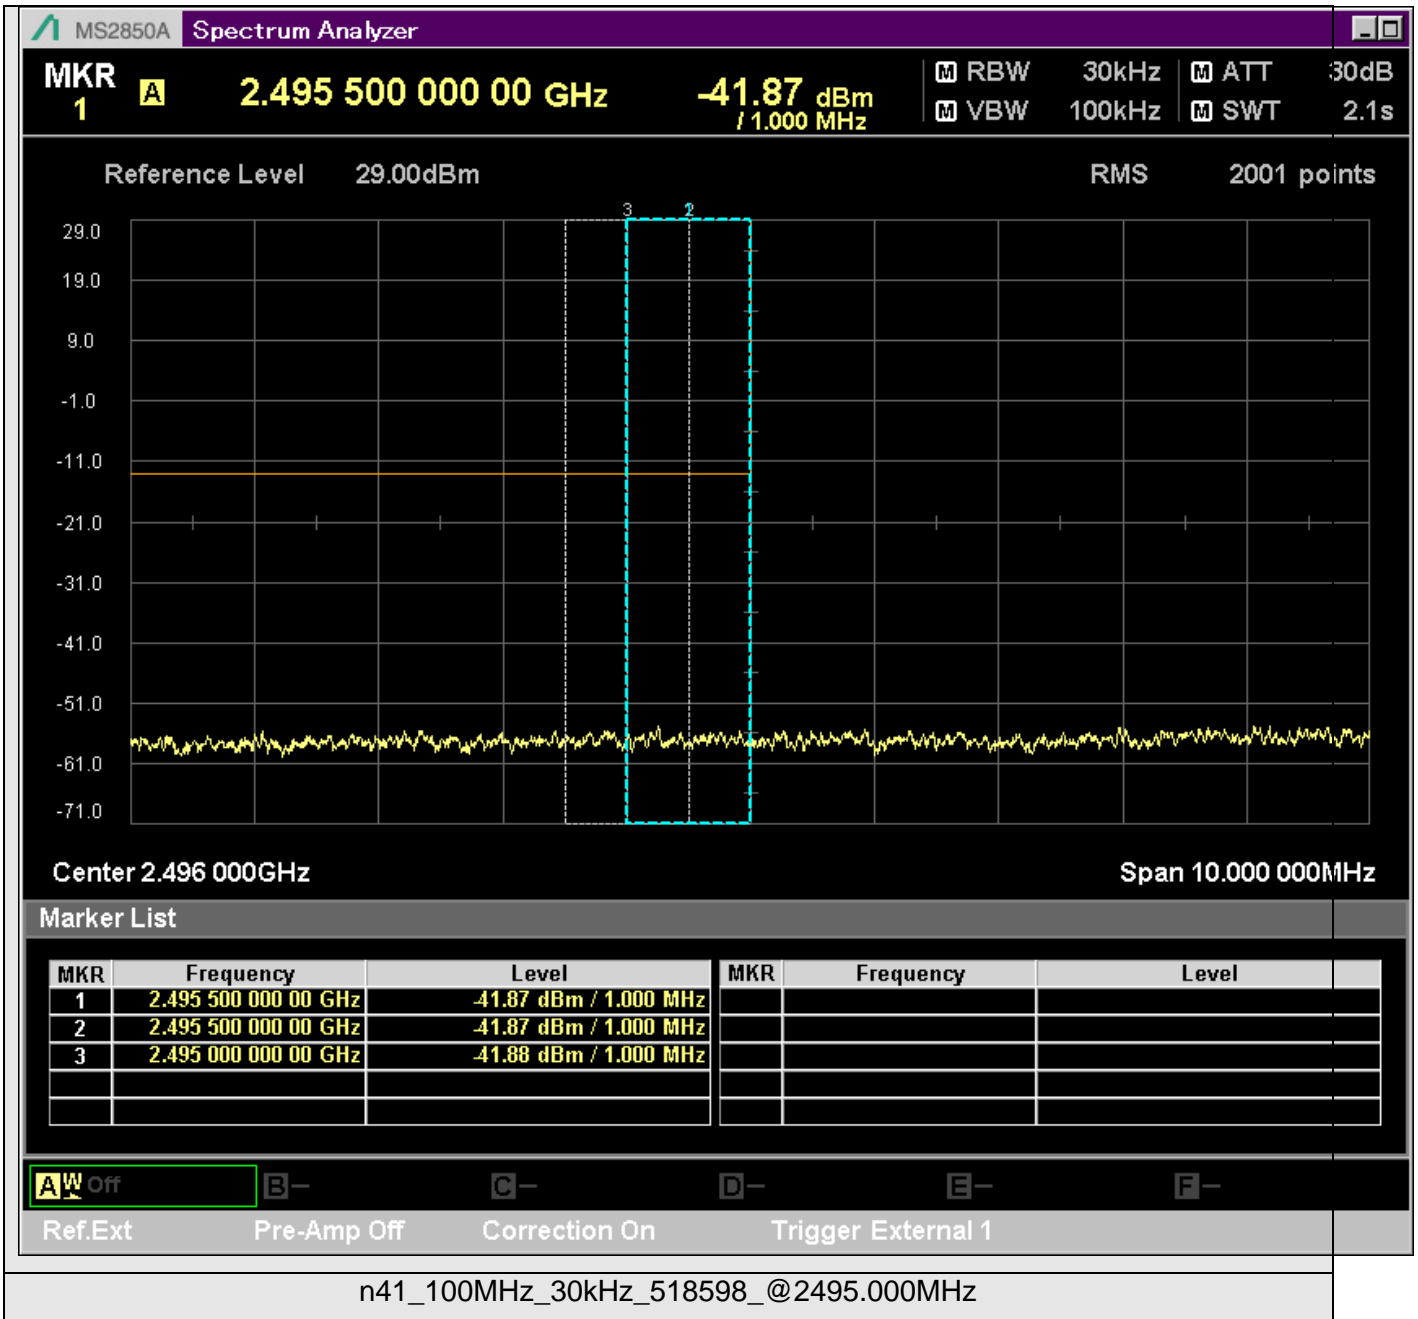 MS2850A Spectrum Analyzer
MKR 1 A 2.495 500 000 00 GHz -41.87 dBm / 1.000 MHz
M RBW 30kHz M ATT 30dB
M VBW 100kHz M SWT 2.1s
Reference Level 29.00dBm RMS 2001 points
3 2
29.0
19.0
9.0
-1.0
-11.0
-21.0
-31.0
-41.0
-51.0
-61.0
-71.0
Center 2.496 000GHz Span 10.000 000MHz
Marker List
MKR Frequency Level MKR Frequency Level
1 2.495 500 000 00 GHz -41.87 dBm / 1.000 MHz
2 2.495 500 000 00 GHz -41.87 dBm / 1.000 MHz
3 2.495 000 000 00 GHz -41.88 dBm / 1.000 MHz
A W Off B - C - D - E - F -
Ref.Ext Pre-Amp Off Correction On Trigger External 1
n41_100MHz_30kHz_518598_@2495.000MHz